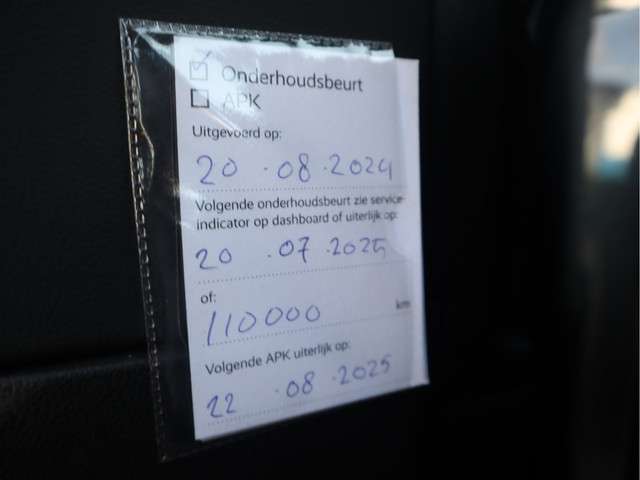 Onderhoudsbeurt
APK
Uitgevoerd op:
20 · 08 · 2024
Volgende onderhoudsbeurt zie service-
indicator op dashboard of uiterlijk op:
20 · 07 · 2025
of:
110000 km
Volgende APK uiterlijk op:
22 · 08 · 2025